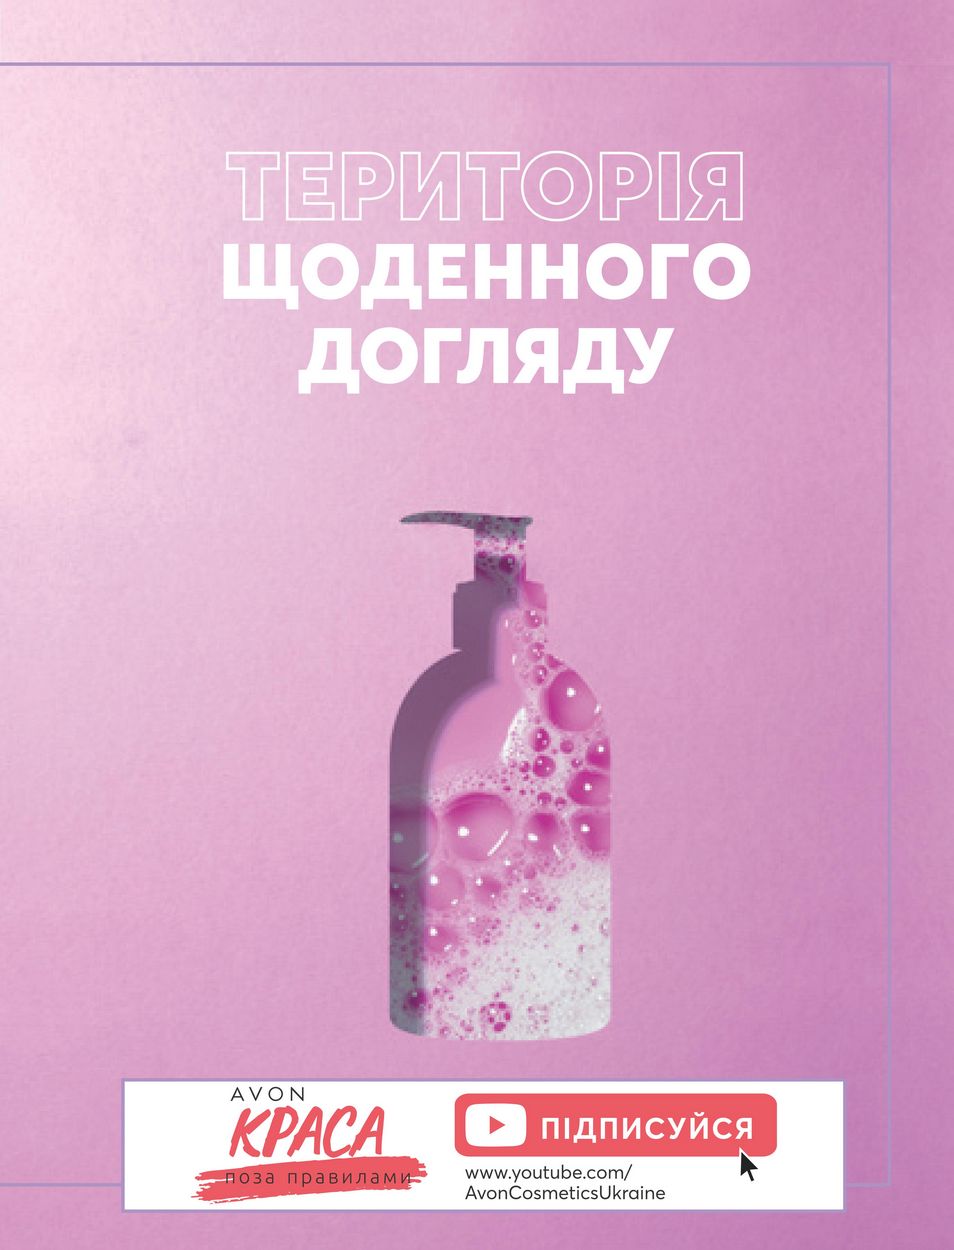 ТЕРИТОРІЯ
ЩОДЕННОГО
ДОГЛЯДУ
AVON
КРАСА
поза правилами
ПІДПИСУЙСЯ
www.youtube.com/
AvonCosmeticsUkraine